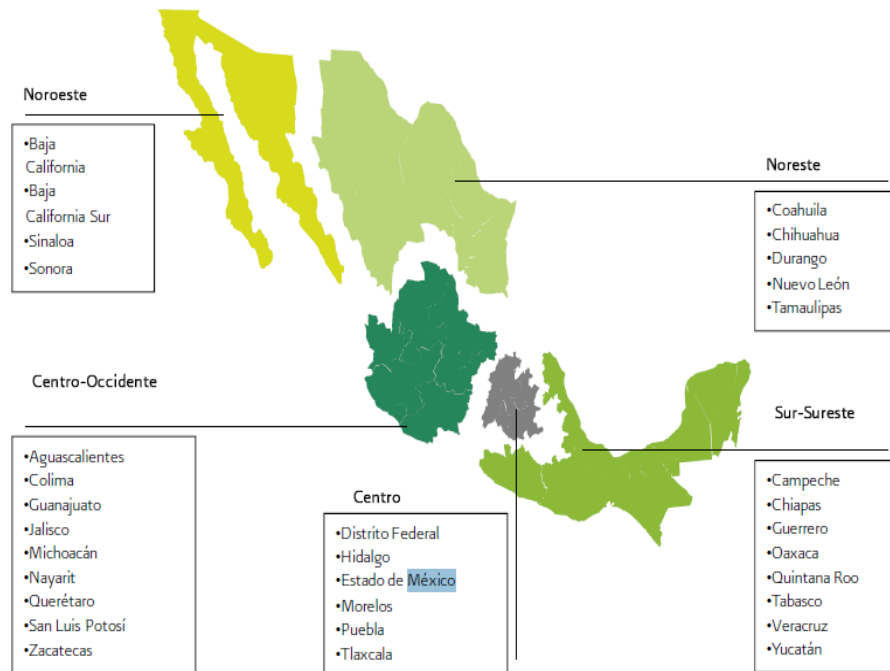 Noroeste
•Baja
California
•Baja
California Sur
•Sinaloa
•Sonora
Noreste
•Coahuila
•Chihuahua
•Durango
•Nuevo León
•Tamaulipas
Centro-Occidente
•Aguascalientes
•Colima
•Guanajuato
•Jalisco
•Michoacán
•Nayarit
•Querétaro
•San Luis Potosí
•Zacatecas
Centro
•Distrito Federal
•Hidalgo
•Estado de México
•Morelos
•Puebla
•Tlaxcala
Sur-Sureste
•Campeche
•Chiapas
•Guerrero
•Oaxaca
•Quintana Roo
•Tabasco
•Veracruz
•Yucatán